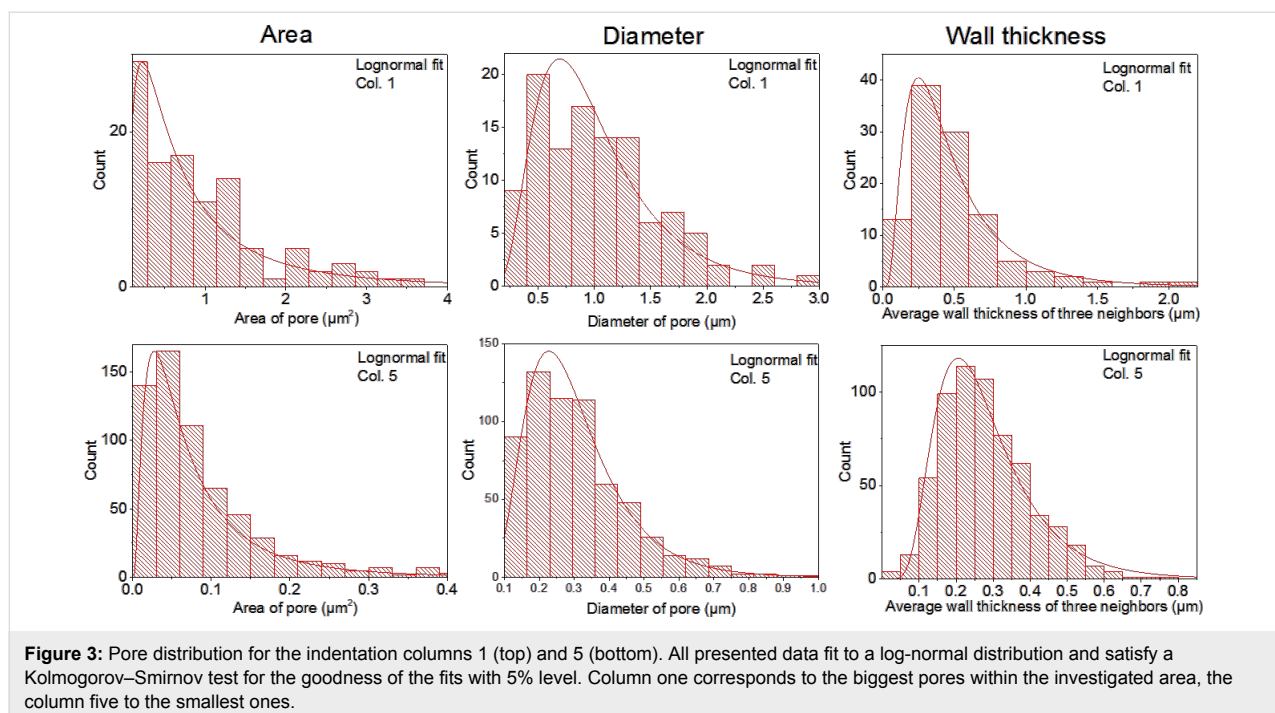 Area
Diameter
Wall thickness
Lognormal fit
Col. 1
20
0
Count
1
2
3
4
Area of pore (µm²)
Lognormal fit
Col. 1
20
15
10
5
0
Count
0.5
1.0
1.5
2.0
2.5
3.0
Diameter of pore (µm)
Lognormal fit
Col. 1
40
30
20
10
0
Count
0.0
0.5
1.0
1.5
2.0
Average wall thickness of three neighbors (µm)
Lognormal fit
Col. 5
150
100
50
0
Count
0.0
0.1
0.2
0.3
0.4
Area of pore (µm²)
Lognormal fit
Col. 5
150
100
50
0
Count
0.1
0.2
0.3
0.4
0.5
0.6
0.7
0.8
0.9
1.0
Diameter of pore (µm)
Lognormal fit
Col. 5
100
50
0
Count
0.1
0.2
0.3
0.4
0.5
0.6
0.7
0.8
Average wall thickness of three neighbors (µm)
Figure 3: Pore distribution for the indentation columns 1 (top) and 5 (bottom). All presented data fit to a log-normal distribution and satisfy a
Kolmogorov–Smirnov test for the goodness of the fits with 5% level. Column one corresponds to the biggest pores within the investigated area, the
column five to the smallest ones.